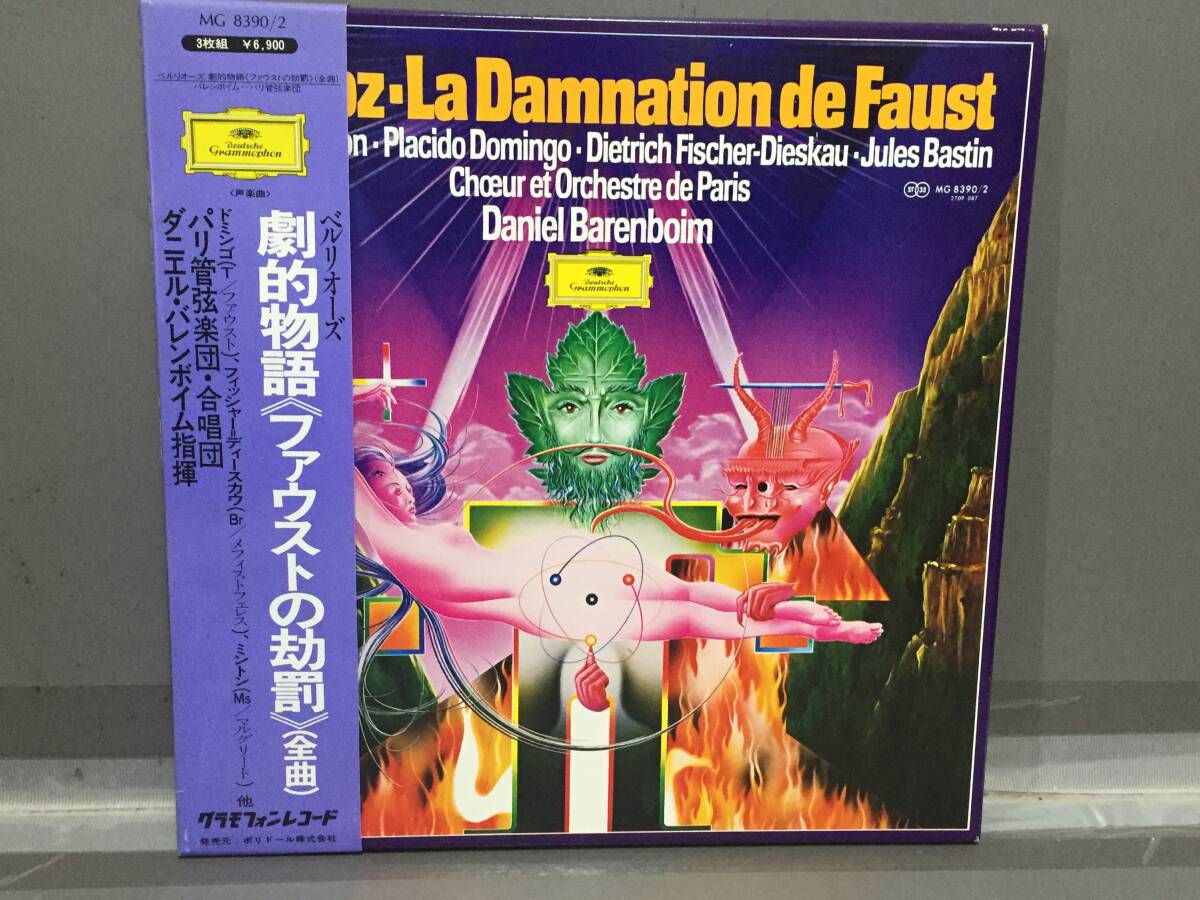 MG 8390/2
3枚組 ¥6,900
ベルリオーズ:劇的物語《ファウストの劫罰》(全曲)
バレンボイム−パリ管弦楽団
Deutsche
Grammophon
〈声楽曲〉
ベルリオーズ
劇的物語《ファウストの劫罰》(全曲)
ドミンゴ(T/ファウスト)、フィッシャー=ディースカウ(Br/メフィストフェレス)、ミントン(Ms/マルグリート) 他
パリ管弦楽団・合唱団
ダニエル・バレンボイム指揮
グラモフォンレコード
発売元:ポリドール株式会社
oz·La Damnation de Faust
on · Placido Domingo · Dietrich Fischer-Dieskau · Jules Bastin
Chœur et Orchestre de Paris
ST 33 MG 8390/2
2709 087
Daniel Barenboim
Deutsche
Grammophon